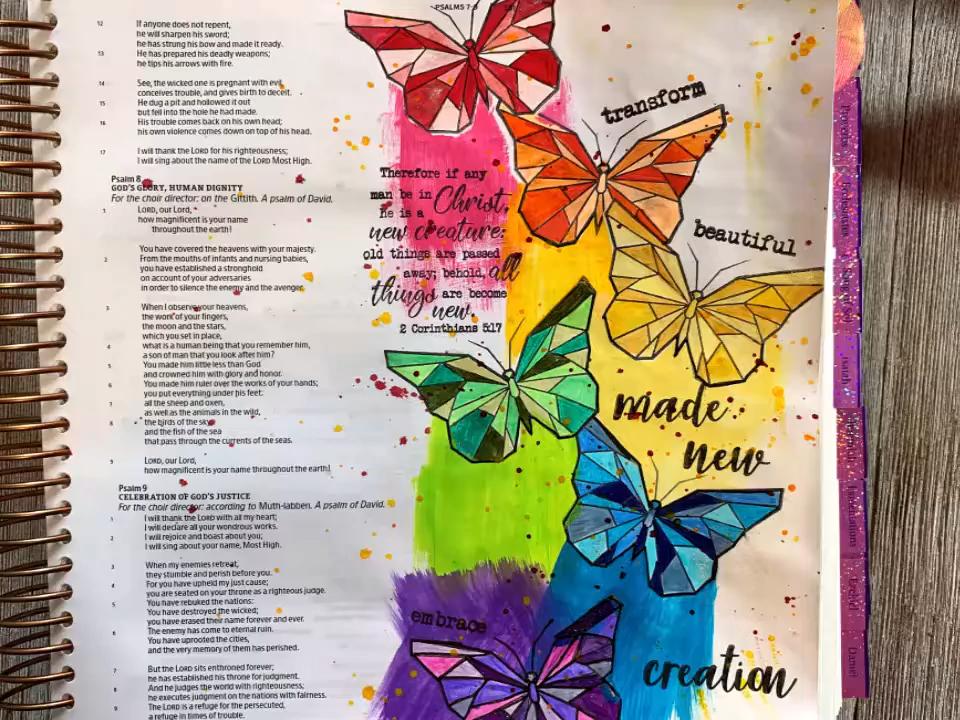 PSALMS 7-9
12 If anyone does not repent,
he will sharpen his sword;
he has strung his bow and made it ready.
13 He has prepared his deadly weapons;
he tips his arrows with fire.
14 See, the wicked one is pregnant with evil,
conceives trouble, and gives birth to deceit.
15 He dug a pit and hollowed it out
but fell into the hole he had made.
16 His trouble comes back on his own head;
his own violence comes down on top of his head.
17 I will thank the LORD for his righteousness;
I will sing about the name of the LORD Most High.
Psalm 8
GOD'S GLORY, HUMAN DIGNITY
For the choir director: on the Gittith. A psalm of David.
1 LORD, our Lord,
how magnificent is your name
throughout the earth!
You have covered the heavens with your majesty.
2 From the mouths of infants and nursing babies,
you have established a stronghold
on account of your adversaries
in order to silence the enemy and the avenger.
3 When I observe your heavens,
the work of your fingers,
the moon and the stars,
which you set in place,
4 what is a human being that you remember him,
a son of man that you look after him?
5 You made him little less than God
and crowned him with glory and honor.
6 You made him ruler over the works of your hands;
you put everything under his feet:
7 all the sheep and oxen,
as well as the animals in the wild,
8 the birds of the sky,
and the fish of the sea
that pass through the currents of the seas.
9 LORD, our Lord,
how magnificent is your name throughout the earth!
Psalm 9
CELEBRATION OF GOD'S JUSTICE
For the choir director: according to Muth-labben. A psalm of David.
1 I will thank the LORD with all my heart;
I will declare all your wondrous works.
2 I will rejoice and boast about you;
I will sing about your name, Most High.
3 When my enemies retreat,
they stumble and perish before you.
4 For you have upheld my just cause;
you are seated on your throne as a righteous judge.
5 You have rebuked the nations:
You have destroyed the wicked;
you have erased their name forever and ever.
6 The enemy has come to eternal ruin.
You have uprooted the cities,
and the very memory of them has perished.
7 But the LORD sits enthroned forever;
he has established his throne for judgment.
8 And he judges the world with righteousness;
he executes judgment on the nations with fairness.
9 The LORD is a refuge for the persecuted,
a refuge in times of trouble.
Therefore if any
man be in Christ,
he is a
new creature:
old things are passed
away; behold, all
things are become
new.
2 Corinthians 5:17
transform
beautiful
made
new
embrace
creation
Proverbs
Isaiah
Ezekiel
Daniel